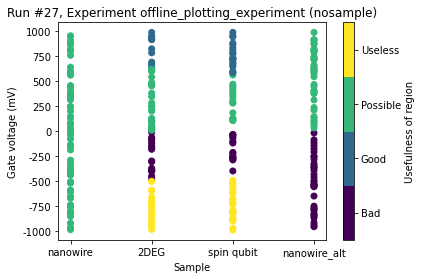 Run #27, Experiment offline_plotting_experiment (nosample)
1000
750
500
250
0
-250
-500
-750
-1000
Gate voltage (mV)
nanowire
2DEG
spin qubit
nanowire_alt
Sample
Useless
Possible
Good
Bad
Usefulness of region